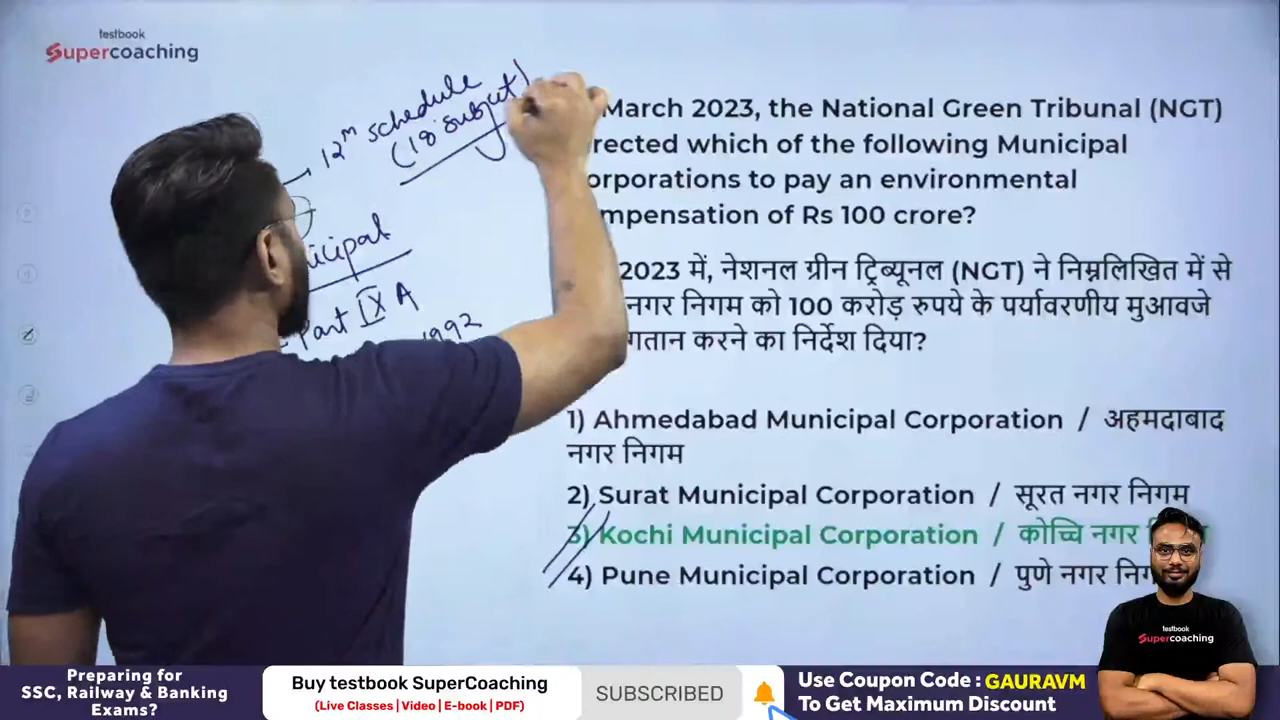 testbook
Supercoaching
12th schedule
(18 subject)
March 2023, the National Green Tribunal (NGT)
rected which of the following Municipal
orporations to pay an environmental
mpensation of Rs 100 crore?
icipal
2023 में, नेशनल ग्रीन ट्रिब्यूनल (NGT) ने निम्नलिखित में से
नगर निगम को 100 करोड़ रुपये के पर्यावरणीय मुआवजे
गतान करने का निर्देश दिया?
part IX A
1992
1) Ahmedabad Municipal Corporation / अहमदाबाद
नगर निगम
2) Surat Municipal Corporation / सूरत नगर निगम
3) Kochi Municipal Corporation / कोच्चि नगर
4) Pune Municipal Corporation / पुणे नगर निग
testbook
Supercoaching
Preparing for
SSC, Railway & Banking
Exams?
Buy testbook SuperCoaching
(Live Classes | Video | E-book | PDF)
SUBSCRIBED
Use Coupon Code : GAURAVM
To Get Maximum Discount